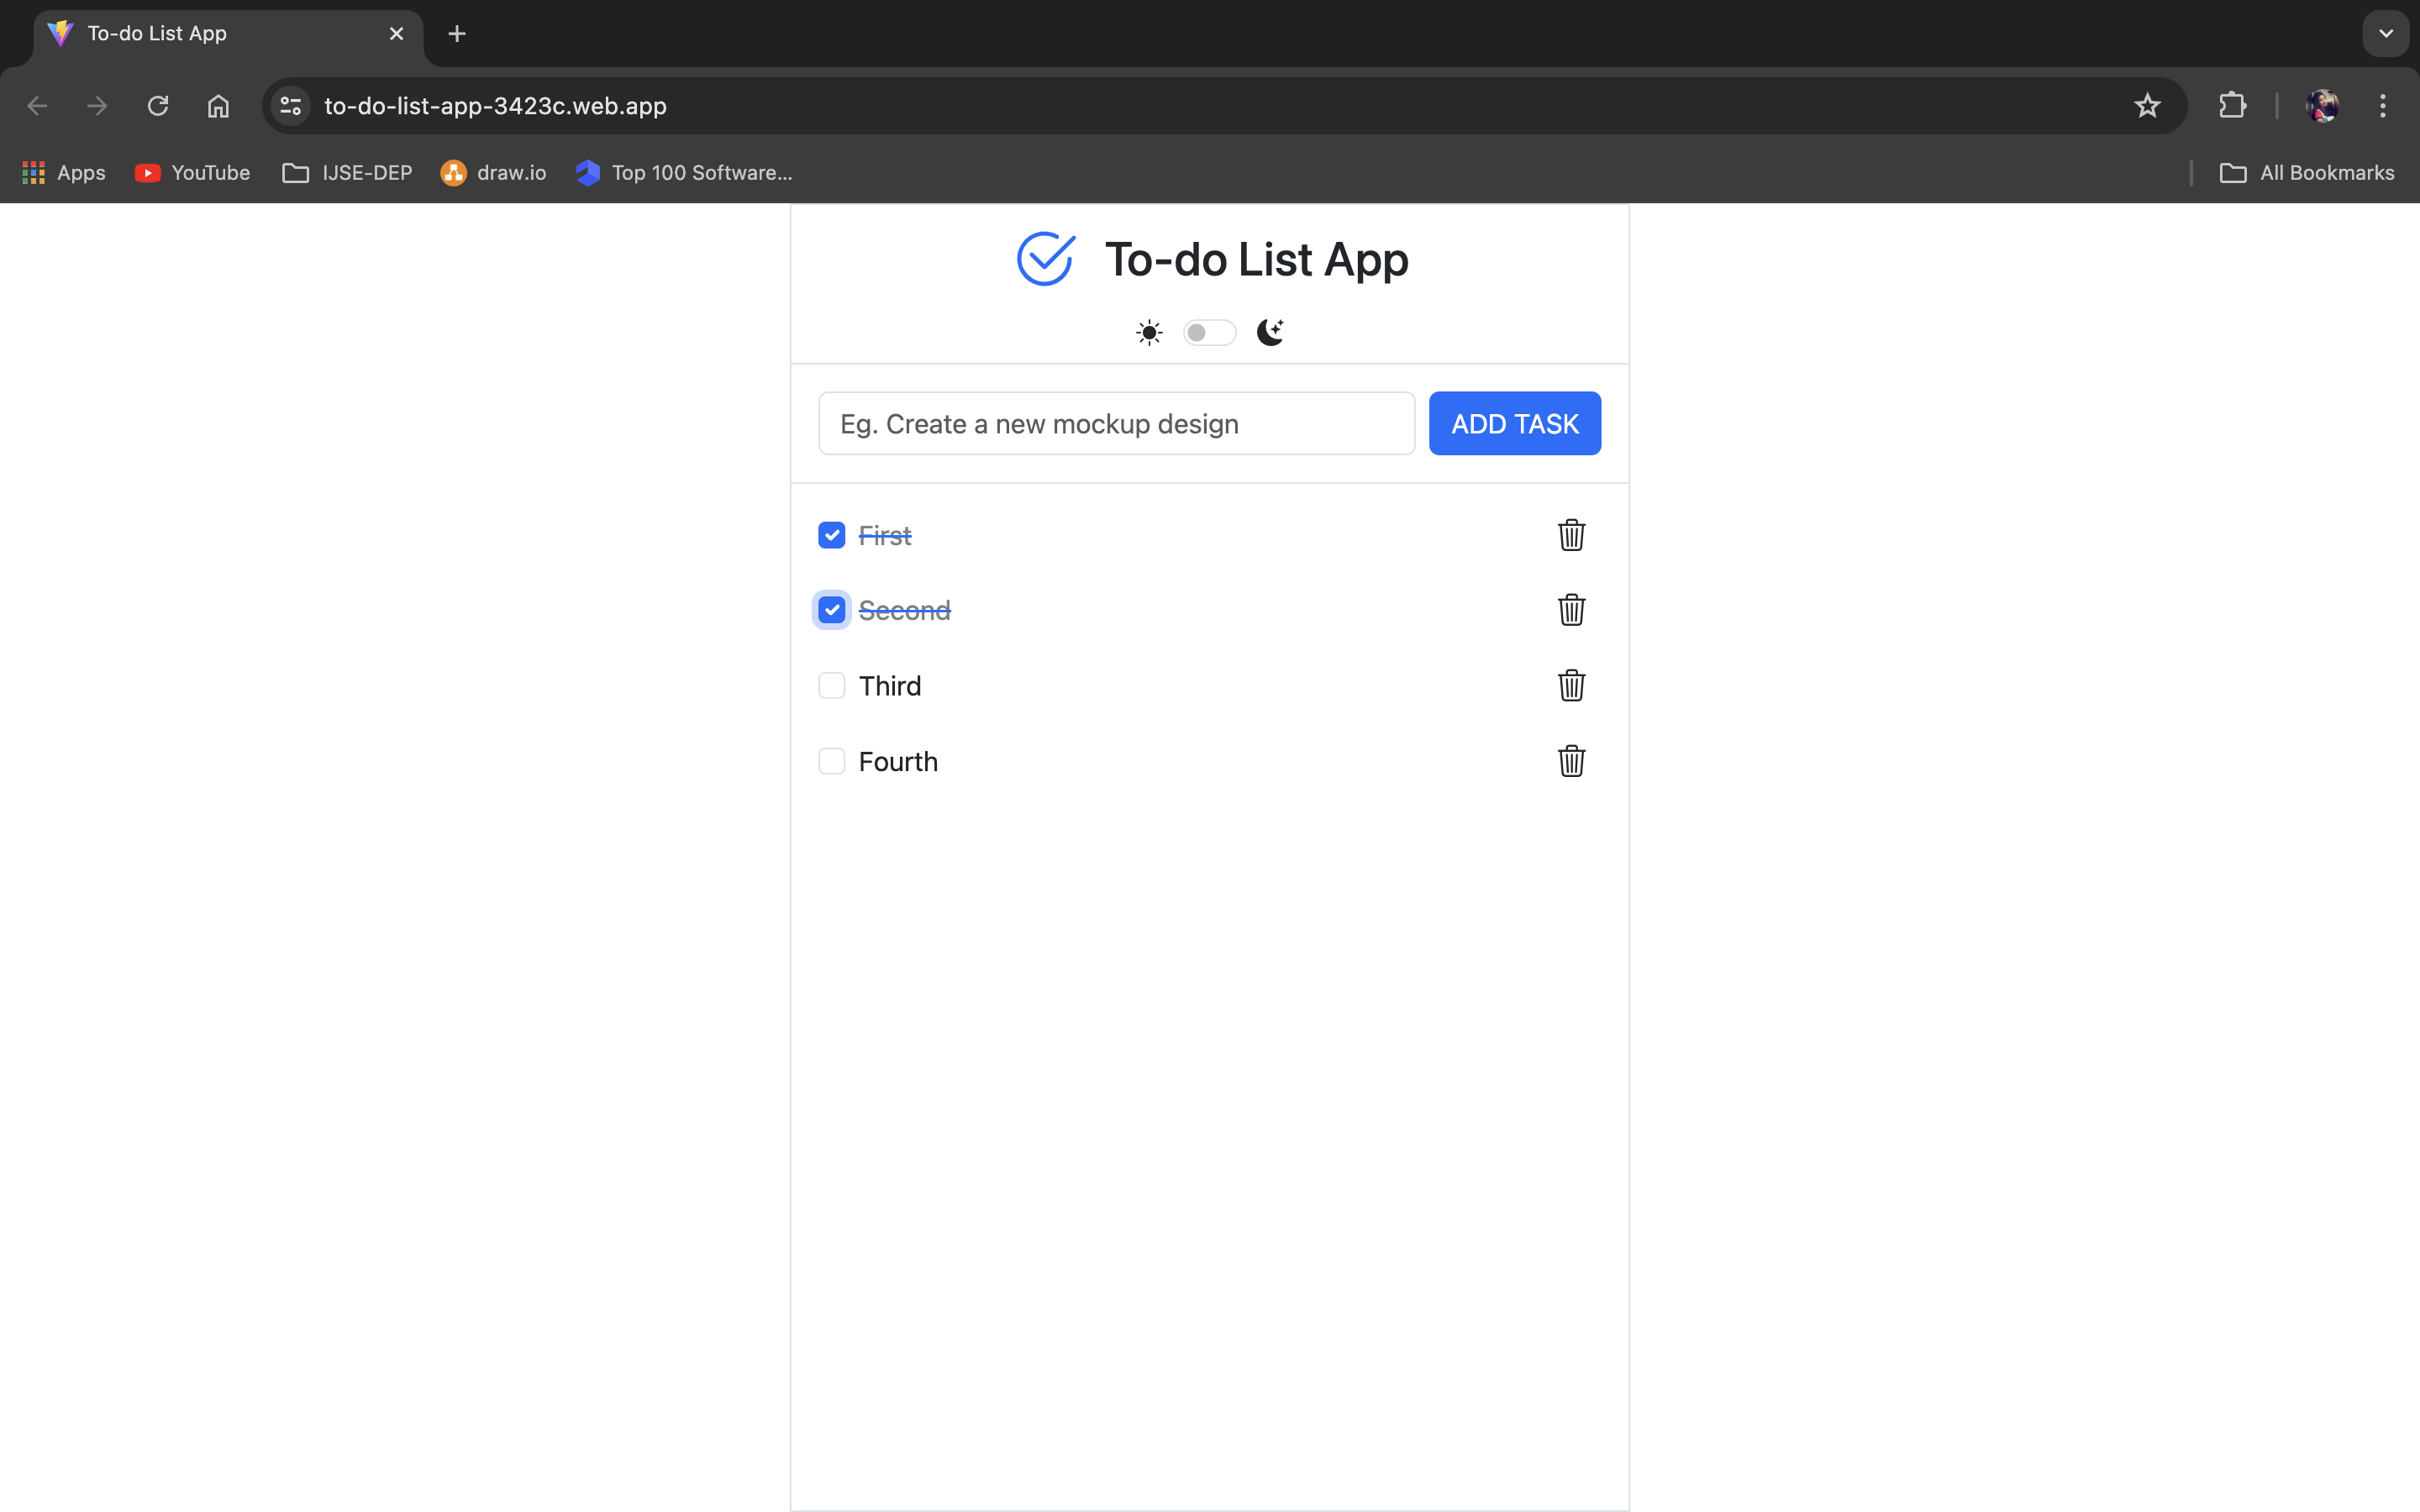 To-do List App
to-do-list-app-3423c.web.app
Apps YouTube IJSE-DEP draw.io Top 100 Software... All Bookmarks
To-do List App
Eg. Create a new mockup design ADD TASK
First
Second
Third
Fourth